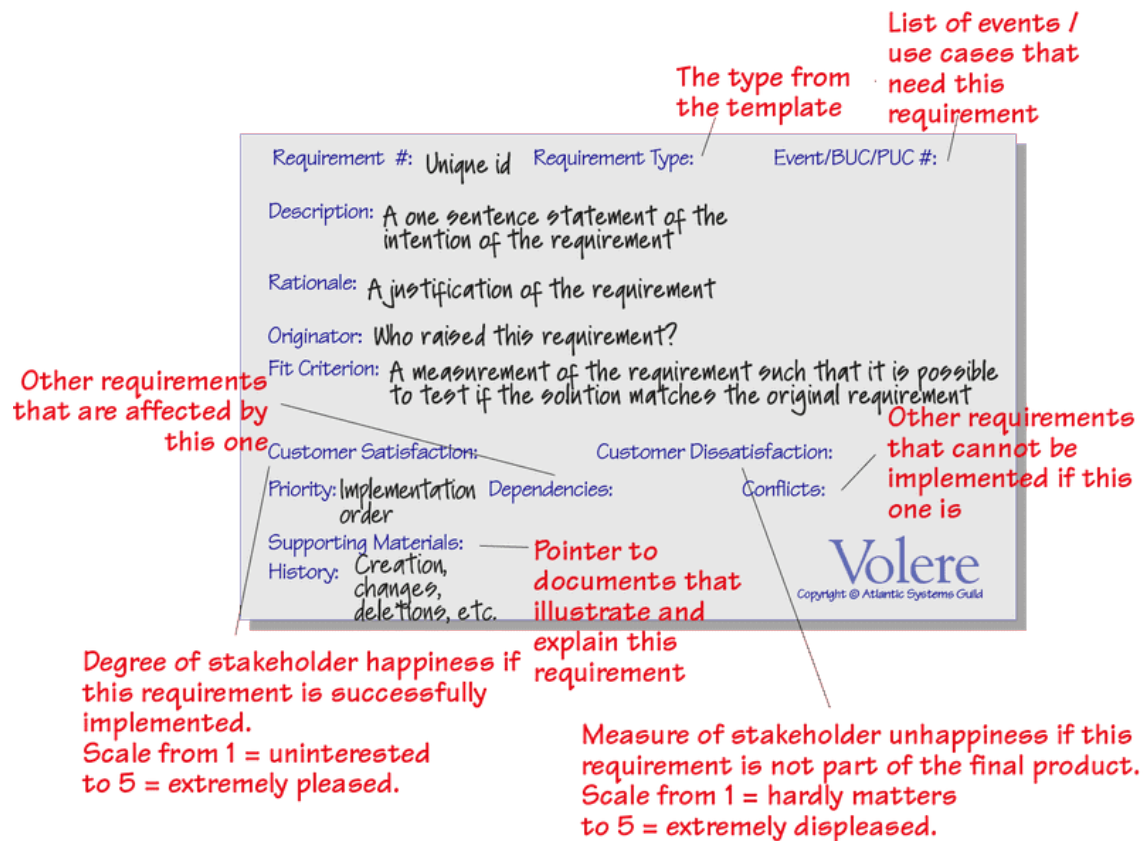 List of events /
use cases that
need this
requirement
The type from
the template
Requirement #: Unique id Requirement Type: Event/BUC/PUC #:
Description: A one sentence statement of the
intention of the requirement
Rationale: A justification of the requirement
Originator: Who raised this requirement?
Fit Criterion: A measurement of the requirement such that it is possible
to test if the solution matches the original requirement
Other requirements
that are affected by
this one
Other requirements
that cannot be
implemented if this
one is
Customer Satisfaction: Customer Dissatisfaction:
Priority: Implementation
order
Dependencies: Conflicts:
Supporting Materials:
Pointer to
documents that
illustrate and
explain this
requirement
History: Creation,
changes,
deletions, etc.
Volere
Copyright © Atlantic Systems Guild
Degree of stakeholder happiness if
this requirement is successfully
implemented.
Scale from 1 = uninterested
to 5 = extremely pleased.
Measure of stakeholder unhappiness if this
requirement is not part of the final product.
Scale from 1 = hardly matters
to 5 = extremely displeased.